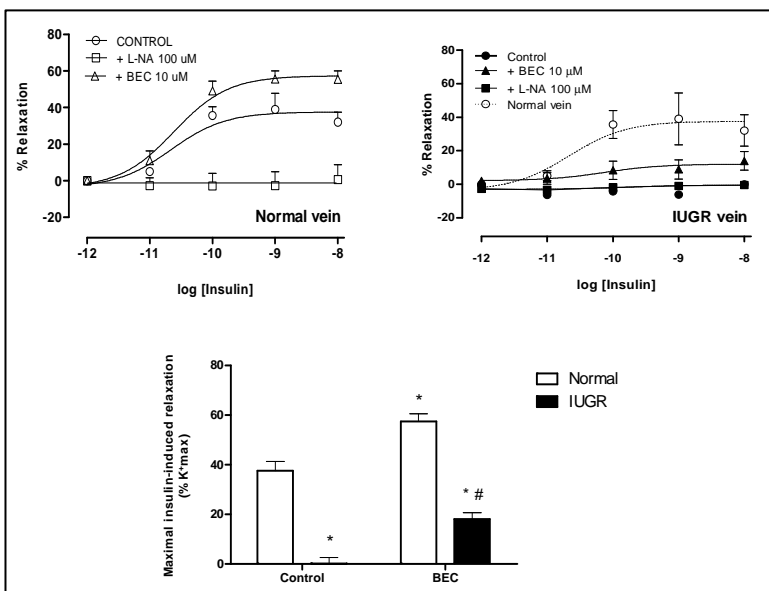 CONTROL
+ L-NA 100 uM
+ BEC 10 uM
80
60
40
20
0
-20
% Relaxation
Normal vein
-12 -11 -10 -9 -8
log [Insulin]
Control
+ BEC 10 µM
+ L-NA 100 µM
Normal vein
80
60
40
20
0
-20
% Relaxation
IUGR vein
-12 -11 -10 -9 -8
log [Insulin]
Normal
IUGR
80
60
40
20
0
Maximal insulin-induced relaxation
(% K⁺max)
*
*
* #
Control BEC